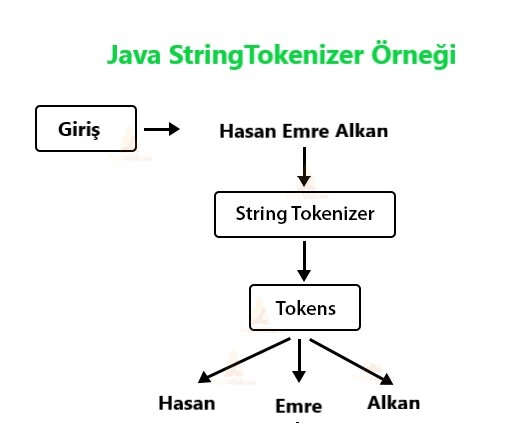 Java StringTokenizer Örneği
Giriş
Hasan Emre Alkan
String Tokenizer
Tokens
Hasan
Emre
Alkan